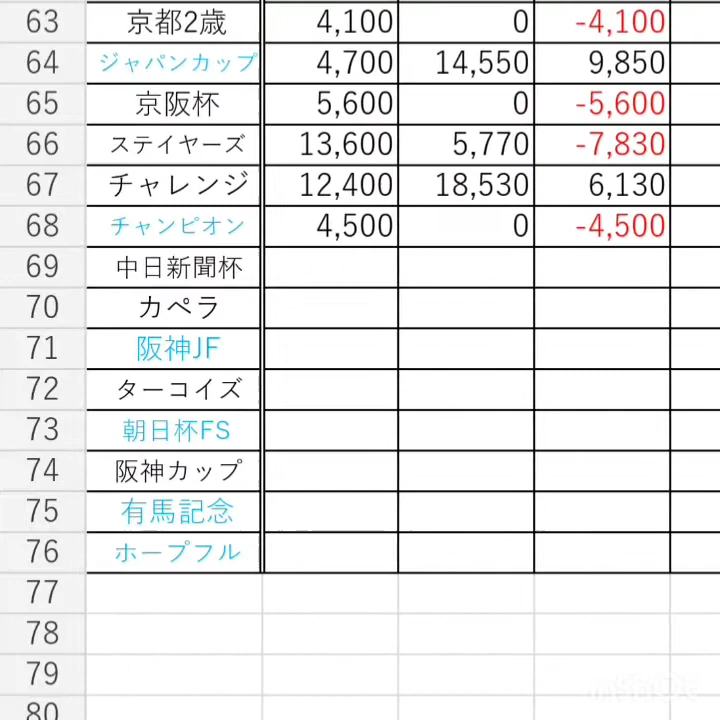 63 京都2歳 4,100 0 -4,100
64 ジャパンカップ 4,700 14,550 9,850
65 京阪杯 5,600 0 -5,600
66 ステイヤーズ 13,600 5,770 -7,830
67 チャレンジ 12,400 18,530 6,130
68 チャンピオン 4,500 0 -4,500
69 中日新聞杯
70 カペラ
71 阪神JF
72 ターコイズ
73 朝日杯FS
74 阪神カップ
75 有馬記念
76 ホープフル
77
78
79
80